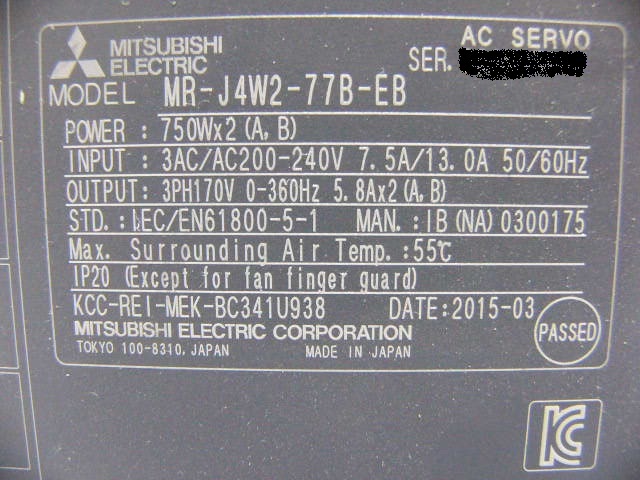 MITSUBISHI
ELECTRIC
AC SERVO
SER.
MODEL MR-J4W2-77B-EB
POWER : 750Wx2 (A, B)
INPUT : 3AC/AC200-240V 7.5A/13.0A 50/60Hz
OUTPUT: 3PH170V 0-360Hz 5.8Ax2 (A, B)
STD. : IEC/EN61800-5-1 MAN. : IB (NA) 0300175
Max. Surrounding Air Temp. :55℃
IP20 (Except for fan finger guard)
KCC-REI-MEK-BC341U938 DATE:2015-03
MITSUBISHI ELECTRIC CORPORATION
TOKYO 100-8310, JAPAN MADE IN JAPAN
PASSED
KC